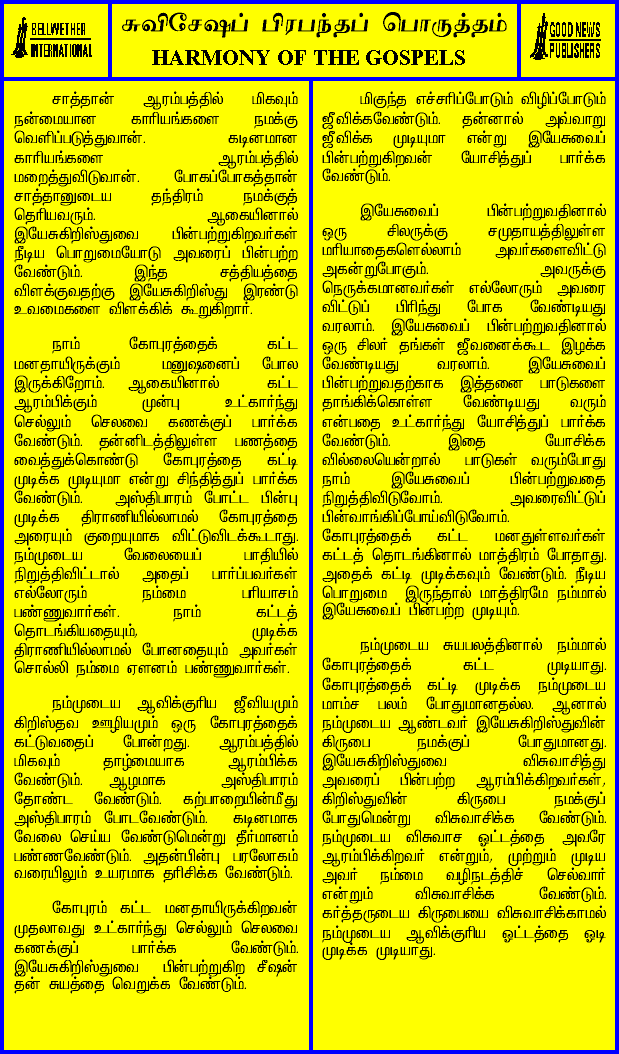 BELLWETHER
INTERNATIONAL
சுவிசேஷப் பிரபந்தப் பொருத்தம்
HARMONY OF THE GOSPELS
GOOD NEWS
PUBLISHERS
சாத்தான் ஆரம்பத்தில் மிகவும்
நன்மையான காரியங்களை நமக்கு
வெளிப்படுத்துவான். கடினமான
காரியங்களை ஆரம்பத்தில்
மறைத்துவிடுவான். போகப்போகத்தான்
சாத்தானுடைய தந்திரம் நமக்குத்
தெரியவரும். ஆகையினால்
இயேசுகிறிஸ்துவை பின்பற்றுகிறவர்கள்
நீடிய பொறுமையோடு அவரைப் பின்பற்ற
வேண்டும். இந்த சத்தியத்தை
விளக்குவதற்கு இயேசுகிறிஸ்து இரண்டு
உவமைகளை விளக்கிக் கூறுகிறார்.
நாம் கோபுரத்தைக் கட்ட
மனதாயிருக்கும் மனுஷனைப் போல
இருக்கிறோம். ஆகையினால் கட்ட
ஆரம்பிக்கும் முன்பு உட்கார்ந்து
செல்லும் செலவை கணக்குப் பார்க்க
வேண்டும். தன்னிடத்திலுள்ள பணத்தை
வைத்துக்கொண்டு கோபுரத்தை கட்டி
முடிக்க முடியுமா என்று சிந்தித்துப் பார்க்க
வேண்டும். அஸ்திபாரம் போட்ட பின்பு
முடிக்க திராணியில்லாமல் கோபுரத்தை
அரையும் குறையுமாக விட்டுவிடக்கூடாது.
நம்முடைய வேலையைப் பாதியில்
நிறுத்திவிட்டால் அதைப் பார்ப்பவர்கள்
எல்லோரும் நம்மை பரியாசம்
பண்ணுவார்கள். நாம் கட்டத்
தொடங்கியதையும், முடிக்க
திராணியில்லாமல் போனதையும் அவர்கள்
சொல்லி நம்மை ஏளனம் பண்ணுவார்கள்.
நம்முடைய ஆவிக்குரிய ஜீவியமும்
கிறிஸ்தவ ஊழியமும் ஒரு கோபுரத்தைக்
கட்டுவதைப் போன்றது. ஆரம்பத்தில்
மிகவும் தாழ்மையாக ஆரம்பிக்க
வேண்டும். ஆழமாக அஸ்திபாரம்
தோண்ட வேண்டும். கற்பாறையின்மீது
அஸ்திபாரம் போடவேண்டும். கடினமாக
வேலை செய்ய வேண்டுமென்று தீர்மானம்
பண்ணவேண்டும். அதன்பின்பு பரலோகம்
வரையிலும் உயரமாக தரிசிக்க வேண்டும்.
கோபுரம் கட்ட மனதாயிருக்கிறவன்
முதலாவது உட்கார்ந்து செல்லும் செலவை
கணக்குப் பார்க்க வேண்டும்.
இயேசுகிறிஸ்துவை பின்பற்றுகிற சீஷன்
தன் சுயத்தை வெறுக்க வேண்டும்.
மிகுந்த எச்சரிப்போடும் விழிப்போடும்
ஜீவிக்கவேண்டும். தன்னால் அவ்வாறு
ஜீவிக்க முடியுமா என்று இயேசுவைப்
பின்பற்றுகிறவன் யோசித்துப் பார்க்க
வேண்டும்.
இயேசுவைப் பின்பற்றுவதினால்
ஒரு சிலருக்கு சமுதாயத்திலுள்ள
மரியாதைகளெல்லாம் அவர்களைவிட்டு
அகன்றுபோகும். அவருக்கு
நெருக்கமானவர்கள் எல்லோரும் அவரை
விட்டுப் பிரிந்து போக வேண்டியது
வரலாம். இயேசுவைப் பின்பற்றுவதினால்
ஒரு சிலர் தங்கள் ஜீவனைக்கூட இழக்க
வேண்டியது வரலாம். இயேசுவைப்
பின்பற்றுவதற்காக இத்தனை பாடுகளை
தாங்கிக்கொள்ள வேண்டியது வரும்
என்பதை உட்கார்ந்து யோசித்துப் பார்க்க
வேண்டும். இதை யோசிக்க
வில்லையென்றால் பாடுகள் வரும்போது
நாம் இயேசுவைப் பின்பற்றுவதை
நிறுத்திவிடுவோம். அவரைவிட்டுப்
பின்வாங்கிப்போய்விடுவோம்.
கோபுரத்தைக் கட்ட மனதுள்ளவர்கள்
கட்டத் தொடங்கினால் மாத்திரம் போதாது.
அதைக் கட்டி முடிக்கவும் வேண்டும். நீடிய
பொறுமை இருந்தால் மாத்திரமே நம்மால்
இயேசுவைப் பின்பற்ற முடியும்.
நம்முடைய சுயபலத்தினால் நம்மால்
கோபுரத்தைக் கட்ட முடியாது.
கோபுரத்தைக் கட்டி முடிக்க நம்முடைய
மாம்ச பலம் போதுமானதல்ல. ஆனால்
நம்முடைய ஆண்டவர் இயேசுகிறிஸ்துவின்
கிருபை நமக்குப் போதுமானது.
இயேசுகிறிஸ்துவை விசுவாசித்து
அவரைப் பின்பற்ற ஆரம்பிக்கிறவர்கள்,
கிறிஸ்துவின் கிருபை நமக்குப்
போதுமென்று விசுவாசிக்க வேண்டும்.
நம்முடைய விசுவாச ஓட்டத்தை அவரே
ஆரம்பிக்கிறவர் என்றும், முற்றும் முடிய
அவர் நம்மை வழிநடத்திச் செல்வார்
என்றும் விசுவாசிக்க வேண்டும்.
கர்த்தருடைய கிருபையை விசுவாசிக்காமல்
நம்முடைய ஆவிக்குரிய ஓட்டத்தை ஓடி
முடிக்க முடியாது.